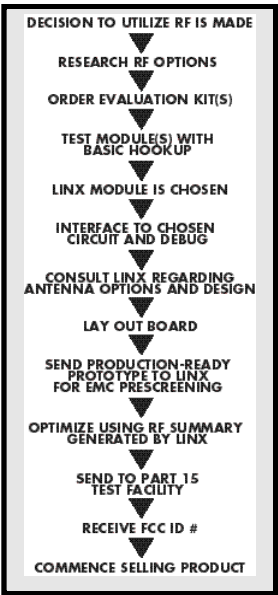 DECISION TO UTILIZE RF IS MADE
RESEARCH RF OPTIONS
ORDER EVALUATION KIT(S)
TEST MODULE(S) WITH
BASIC HOOKUP
LINX MODULE IS CHOSEN
INTERFACE TO CHOSEN
CIRCUIT AND DEBUG
CONSULT LINX REGARDING
ANTENNA OPTIONS AND DESIGN
LAY OUT BOARD
SEND PRODUCTION-READY
PROTOTYPE TO LINX
FOR EMC PRESCREENING
OPTIMIZE USING RF SUMMARY
GENERATED BY LINX
SEND TO PART 15
TEST FACILITY
RECEIVE FCC ID #
COMMENCE SELLING PRODUCT